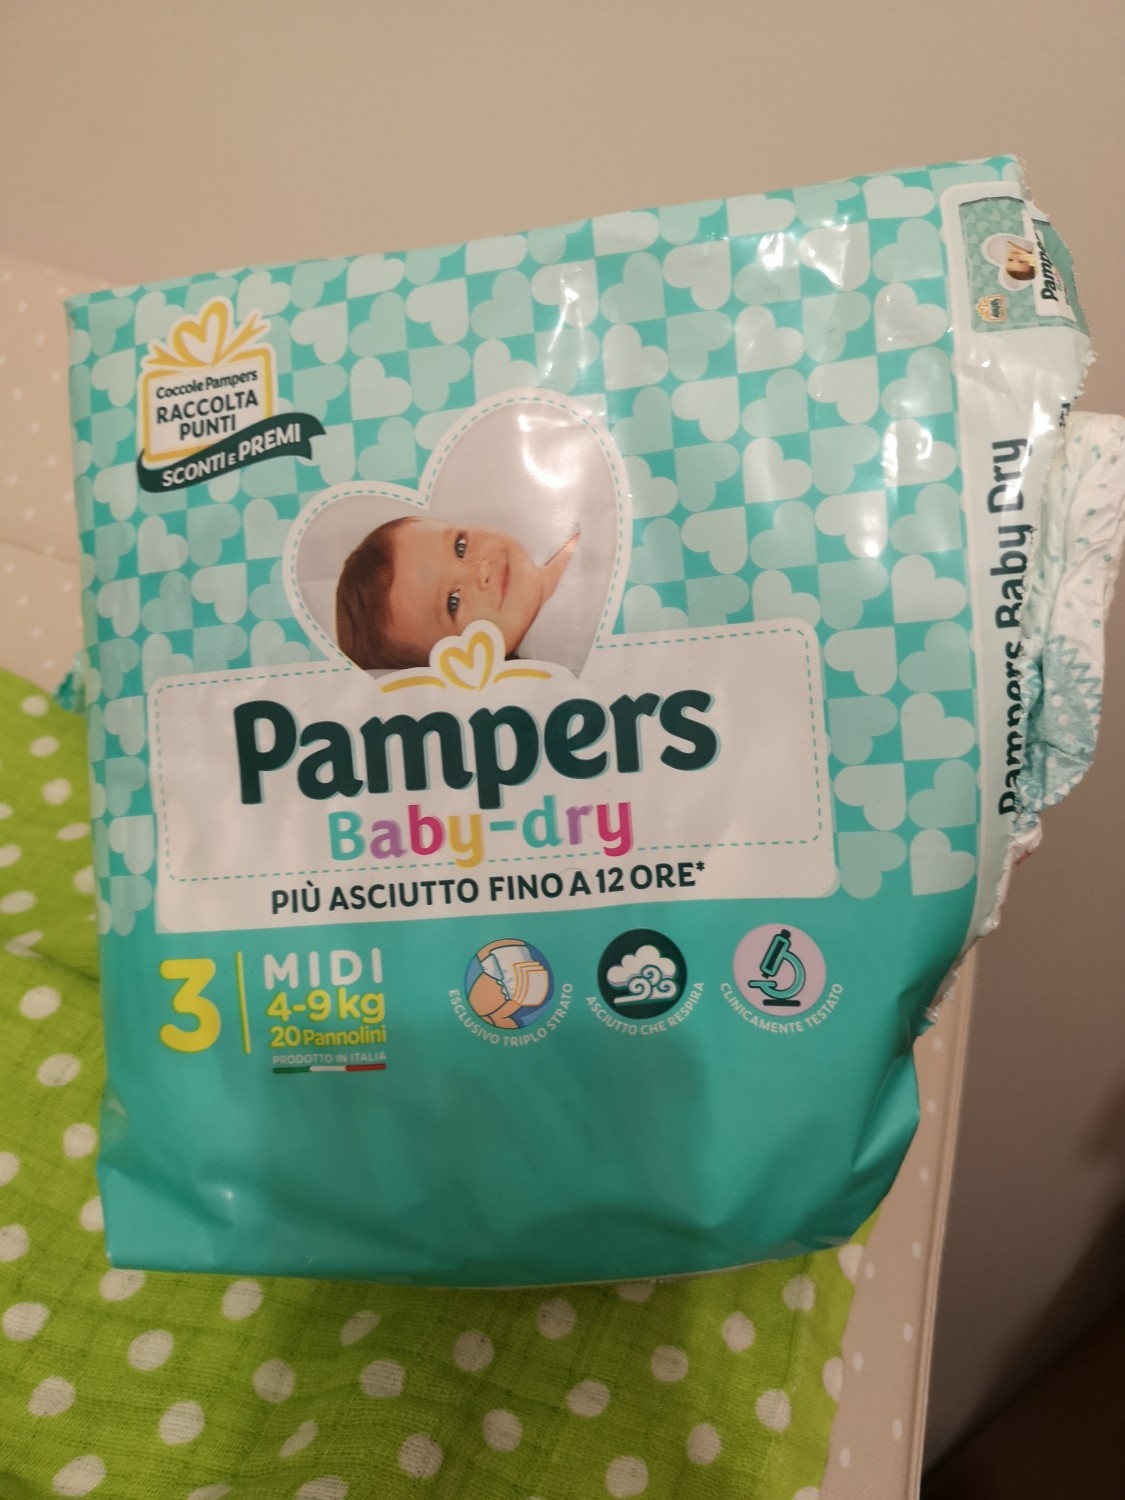 Coccole Pampers
RACCOLTA
PUNTI
SCONTI E PREMI
Pampers
Baby-dry
PIÙ ASCIUTTO FINO A 12 ORE*
3
MIDI
4-9 kg
20 Pannolini
PRODOTTO IN ITALIA
ESCLUSIVO TRIPLO STRATO
ASCIUTTO CHE RESPIRA
CLINICAMENTE TESTATO
Pampers Baby Dry